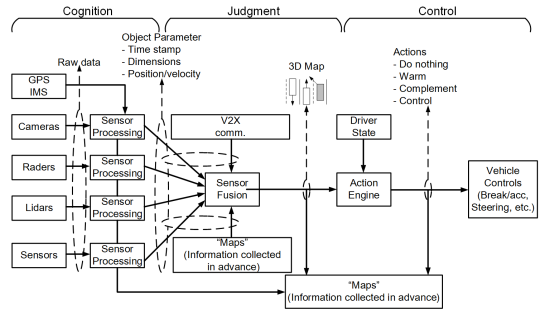 Cognition
Judgment
Control
Object Parameter
- Time stamp
- Dimensions
- Position/velocity
Raw data
3D Map
Actions
- Do nothing
- Warm
- Complement
- Control
GPS
IMS
Cameras
Sensor
Processing
V2X
comm.
Driver
State
Raders
Sensor
Processing
Lidars
Sensor
Processing
Sensor
Fusion
Action
Engine
Vehicle
Controls
(Break/acc,
Steering, etc.)
Sensors
Sensor
Processing
“Maps”
(Information collected
in advance)
“Maps”
(Information collected in advance)